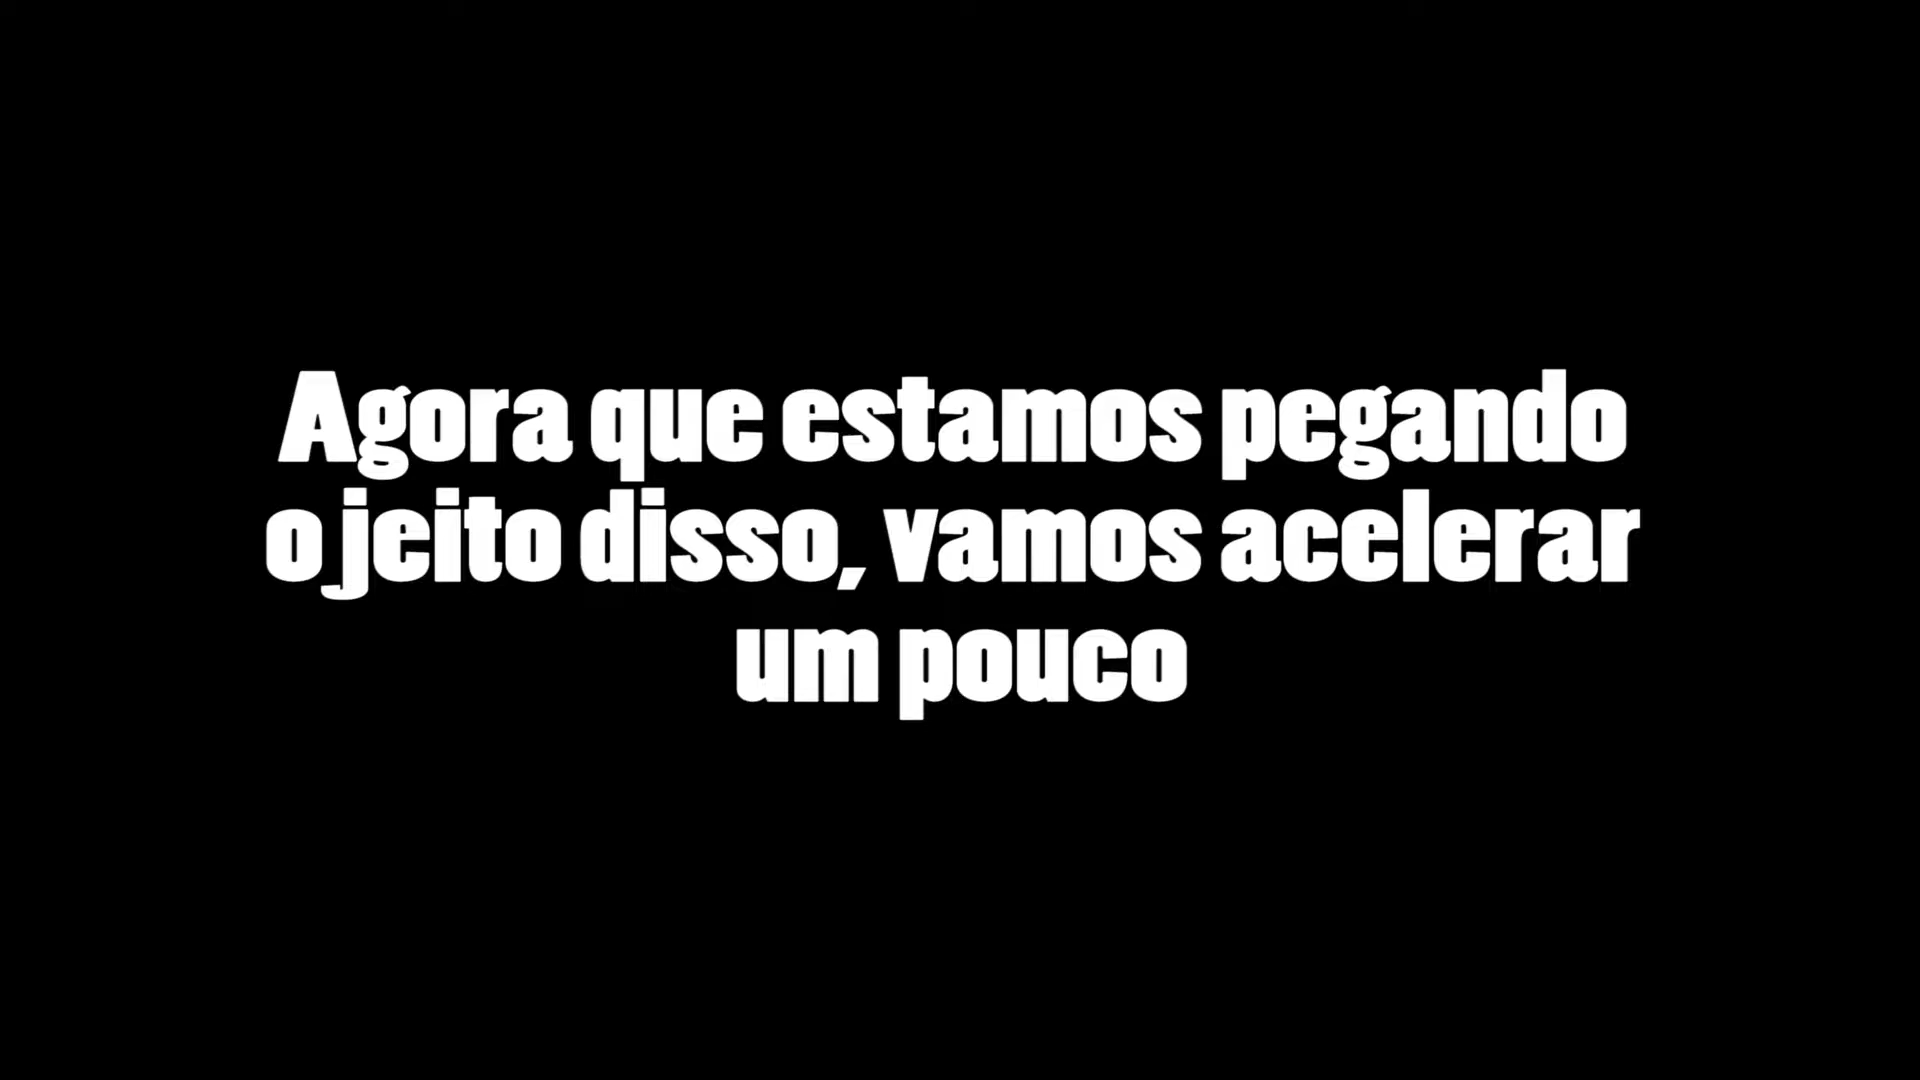 Agora que estamos pegando
o jeito disso, vamos acelerar
um pouco